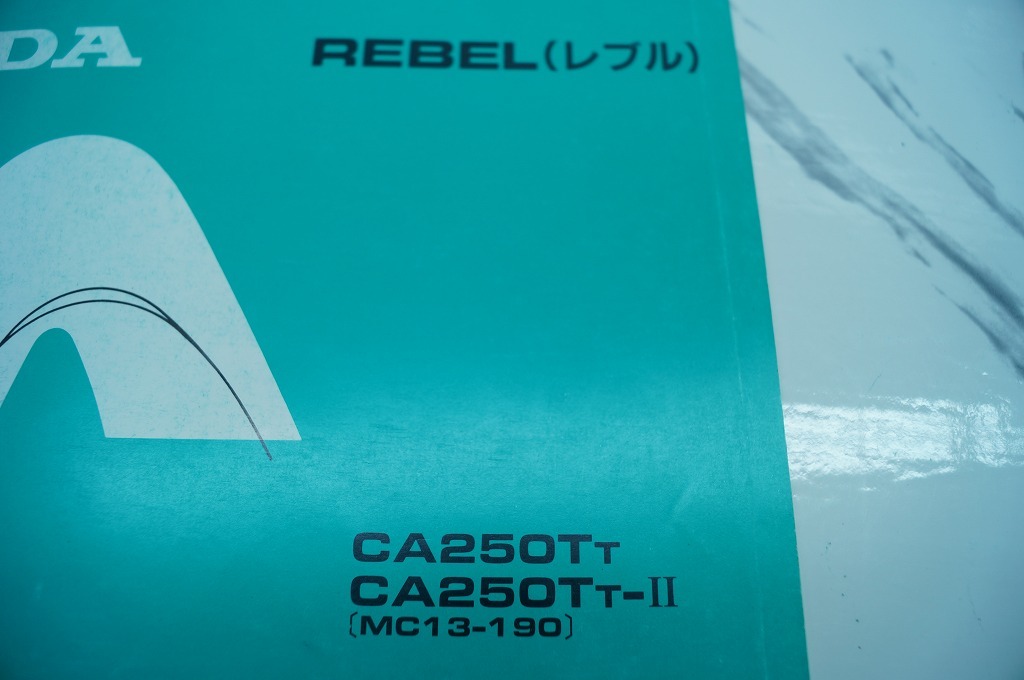 DA
REBEL(レブル)
CA250TT
CA250TT-II
〔MC13-190〕